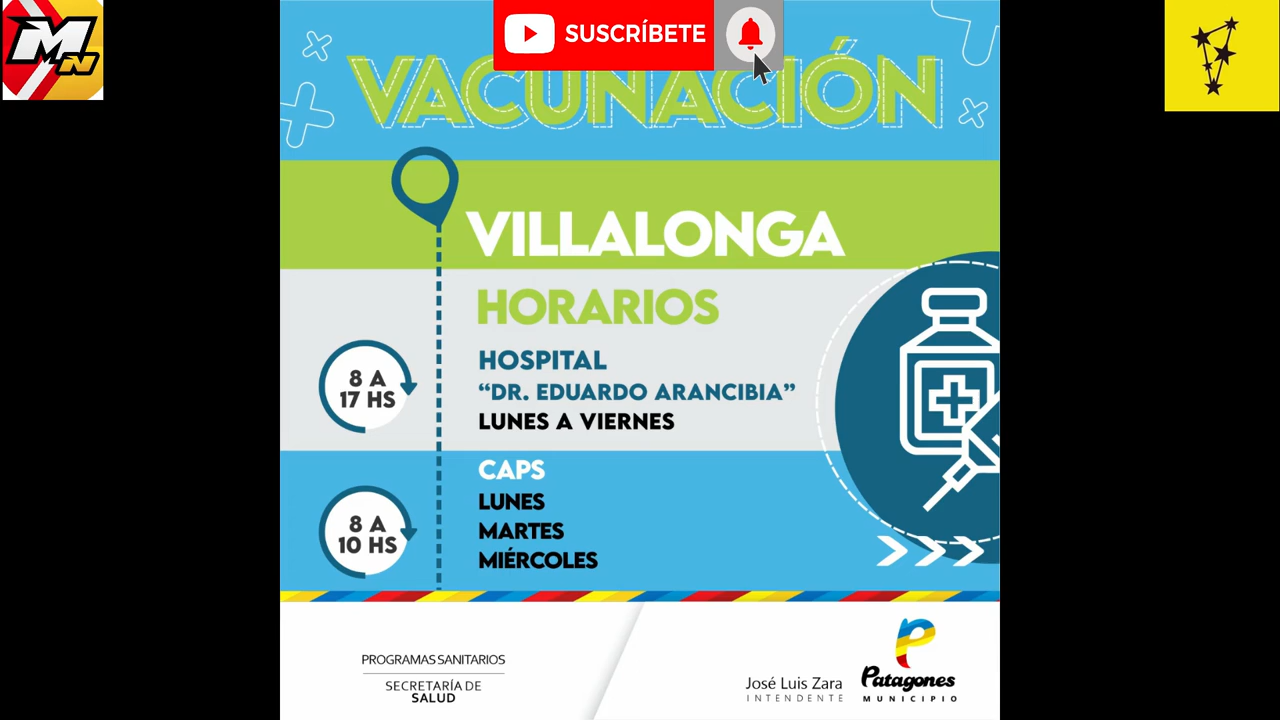 MN
SUSCRÍBETE
VACUNACIÓN
VILLALONGA
HORARIOS
8 A
17 HS
HOSPITAL
“DR. EDUARDO ARANCIBIA”
LUNES A VIERNES
8 A
10 HS
CAPS
LUNES
MARTES
MIÉRCOLES
PROGRAMAS SANITARIOS
SECRETARÍA DE
SALUD
José Luis Zara
INTENDENTE
Patagones
MUNICIPIO